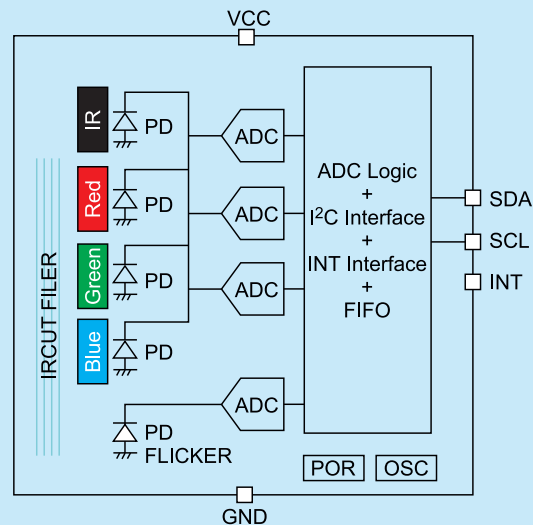 VCC
IR
PD
ADC
Red
PD
ADC
Green
PD
ADC
Blue
PD
IRCUT FILER
ADC
PD
FLICKER
ADC Logic
+
I²C Interface
+
INT Interface
+
FIFO
SDA
SCL
INT
POR
OSC
GND